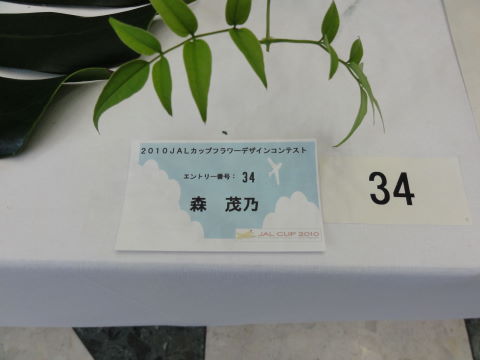 2010JALカップフラワーデザインコンテスト
エントリー番号： 34
森 茂乃
JAL CUP 2010
34